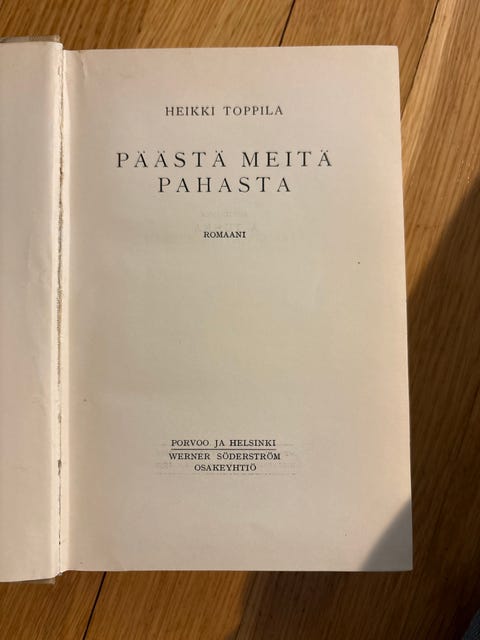 HEIKKI TOPPILA
PÄÄSTÄ MEITÄ
PAHASTA
ROMAANI
PORVOO JA HELSINKI
WERNER SÖDERSTRÖM
OSAKEYHTIÖ